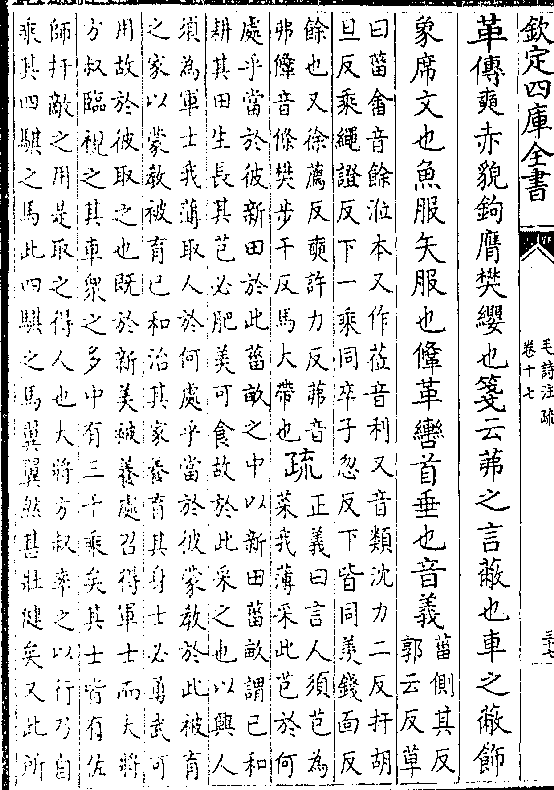 欽定四庫全書
毛詩注疏
卷十七
革傳奭赤貌鉤膺樊纓也箋云茀之言蔽也車之蔽飾
象席文也魚服矢服也鞗革轡首垂也音義
菑側其反
郭云反草
曰菑畬音餘涖本又作莅音利又音類沈力二反扞胡
旦反乘繩證反下一乘同卒子忽反下皆同羡錢面反
餘也又徐薦反奭許力反茀音
弗鞗音條樊步干反馬大帶也
疏
正義曰言人須芑為
菜我薄采此芑於何
處乎當於彼新田於此菑畝之中以新田菑畝謂已和
耕其田生長其芑必肥美可食故於此采之也以興人
須為軍士我薄取人於何處乎當於彼蒙教於此被育
之家以蒙教被育已和治其家養育其身士必勇武可
用故於彼取之也既於新美被養處召得軍士而大將
方叔臨視之其車衆之多中有三千乘矣其士皆有佐
師扞敵之用是取之得人也大將方叔率之以行乃自
乘其四騏之馬此四騏之馬翼翼然甚壯健矣又此所